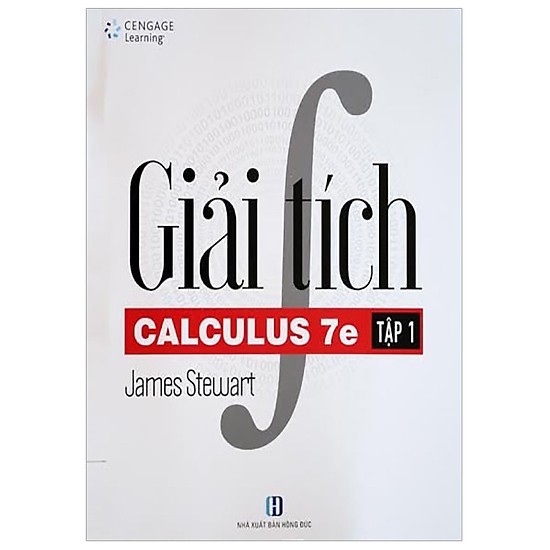 CENGAGE
Learning
Giải tích
CALCULUS 7e TẬP 1
James Stewart
NHÀ XUẤT BẢN HỒNG ĐỨC